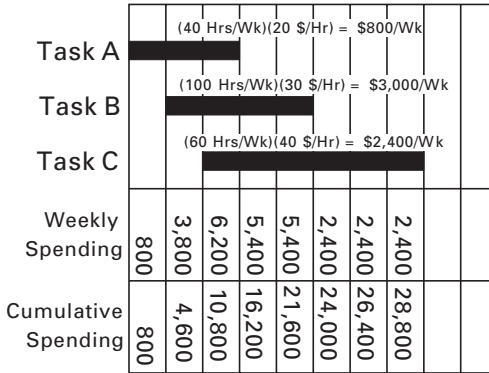 (40 Hrs/Wk)(20 $/Hr) = $800/Wk
Task A
(100 Hrs/Wk)(30 $/Hr) = $3,000/Wk
Task B
(60 Hrs/Wk)(40 $/Hr) = $2,400/Wk
Task C
Weekly
Spending
800
3,800
6,200
5,400
5,400
2,400
2,400
2,400
Cumulative
Spending
800
4,600
10,800
16,200
21,600
24,000
26,400
28,800